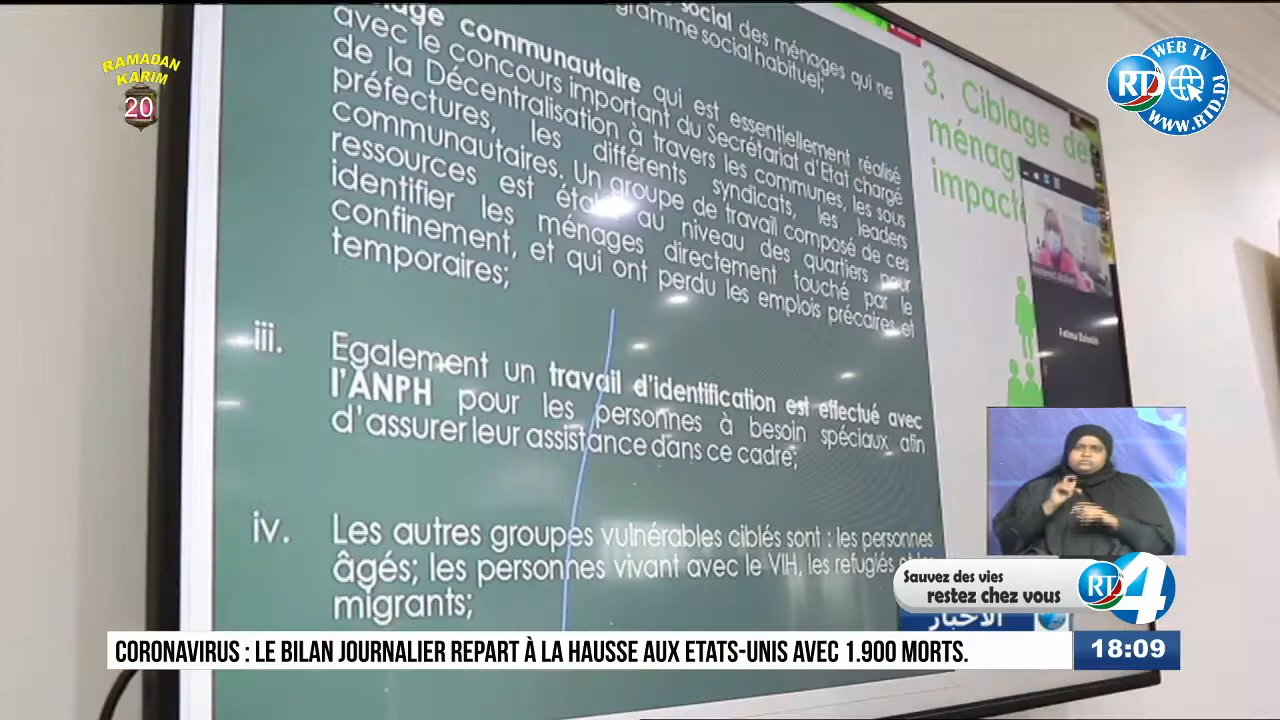 RAMADAN
KARIM
20
RTD WEB TV
WWW.RTD.DJ
social des ménages qui ne
gramme social habituel;
communautaire qui est essentiellement réalisé
avec le concours important du Secrétariat d'Etat chargé
de la Décentralisation à travers les communes, les sous
préfectures, les différents syndicats, les leaders
communautaires. Un groupe de travail composé de ces
ressources est au niveau des quartiers pour
identifier les ménages directement touché par le
confinement, et qui ont perdu les emplois précaires et
temporaires;
iii. Egalement un travail d'identification est effectué avec
l'ANPH pour les personnes à besoin spéciaux afin
d'assurer leur assistance dans ce cadre;
iv. Les autres groupes vulnérables ciblés sont : les personnes
âgés; les personnes vivant avec le VIH, les refugiés
migrants;
3. Ciblage de
ménag
impact
Fatima
Sauvez des vies
restez chez vous
RT 4
الأخبار
CORONAVIRUS : LE BILAN JOURNALIER REPART À LA HAUSSE AUX ETATS-UNIS AVEC 1.900 MORTS.
18:09